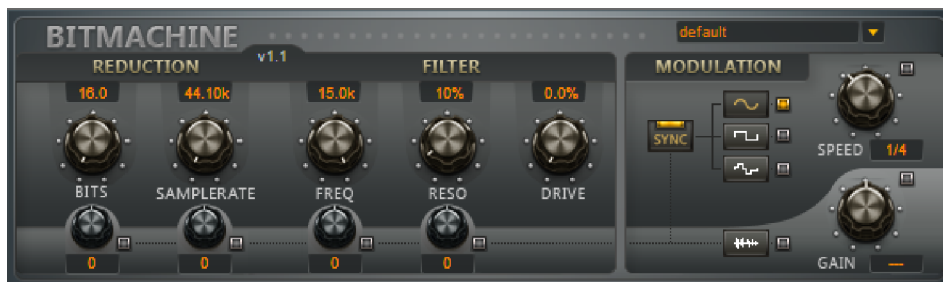 BITMACHINE
v1.1
default
REDUCTION
FILTER
MODULATION
16.0
44.10k
15.0k
10%
0.0%
BITS
SAMPLERATE
FREQ
RESO
DRIVE
0
0
0
0
SYNC
SPEED
1/4
GAIN
—